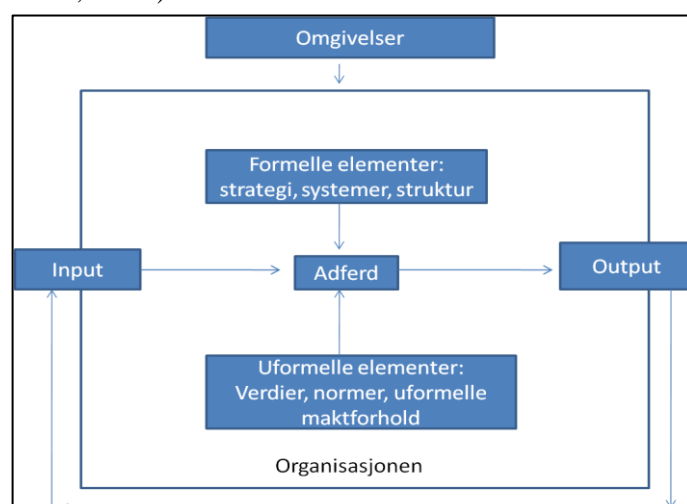 Omgivelser
Formelle elementer:
strategi, systemer, struktur
Input
Adferd
Output
Uformelle elementer:
Verdier, normer, uformelle
maktforhold
Organisasjonen